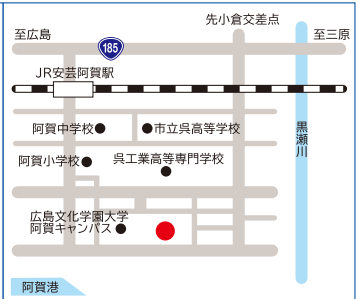 先小倉交差点
至広島
185
至三原
JR安芸阿賀駅
阿賀中学校
市立呉高等学校
黒瀬川
阿賀小学校
呉工業高等専門学校
広島文化学園大学
阿賀キャンパス
阿賀港